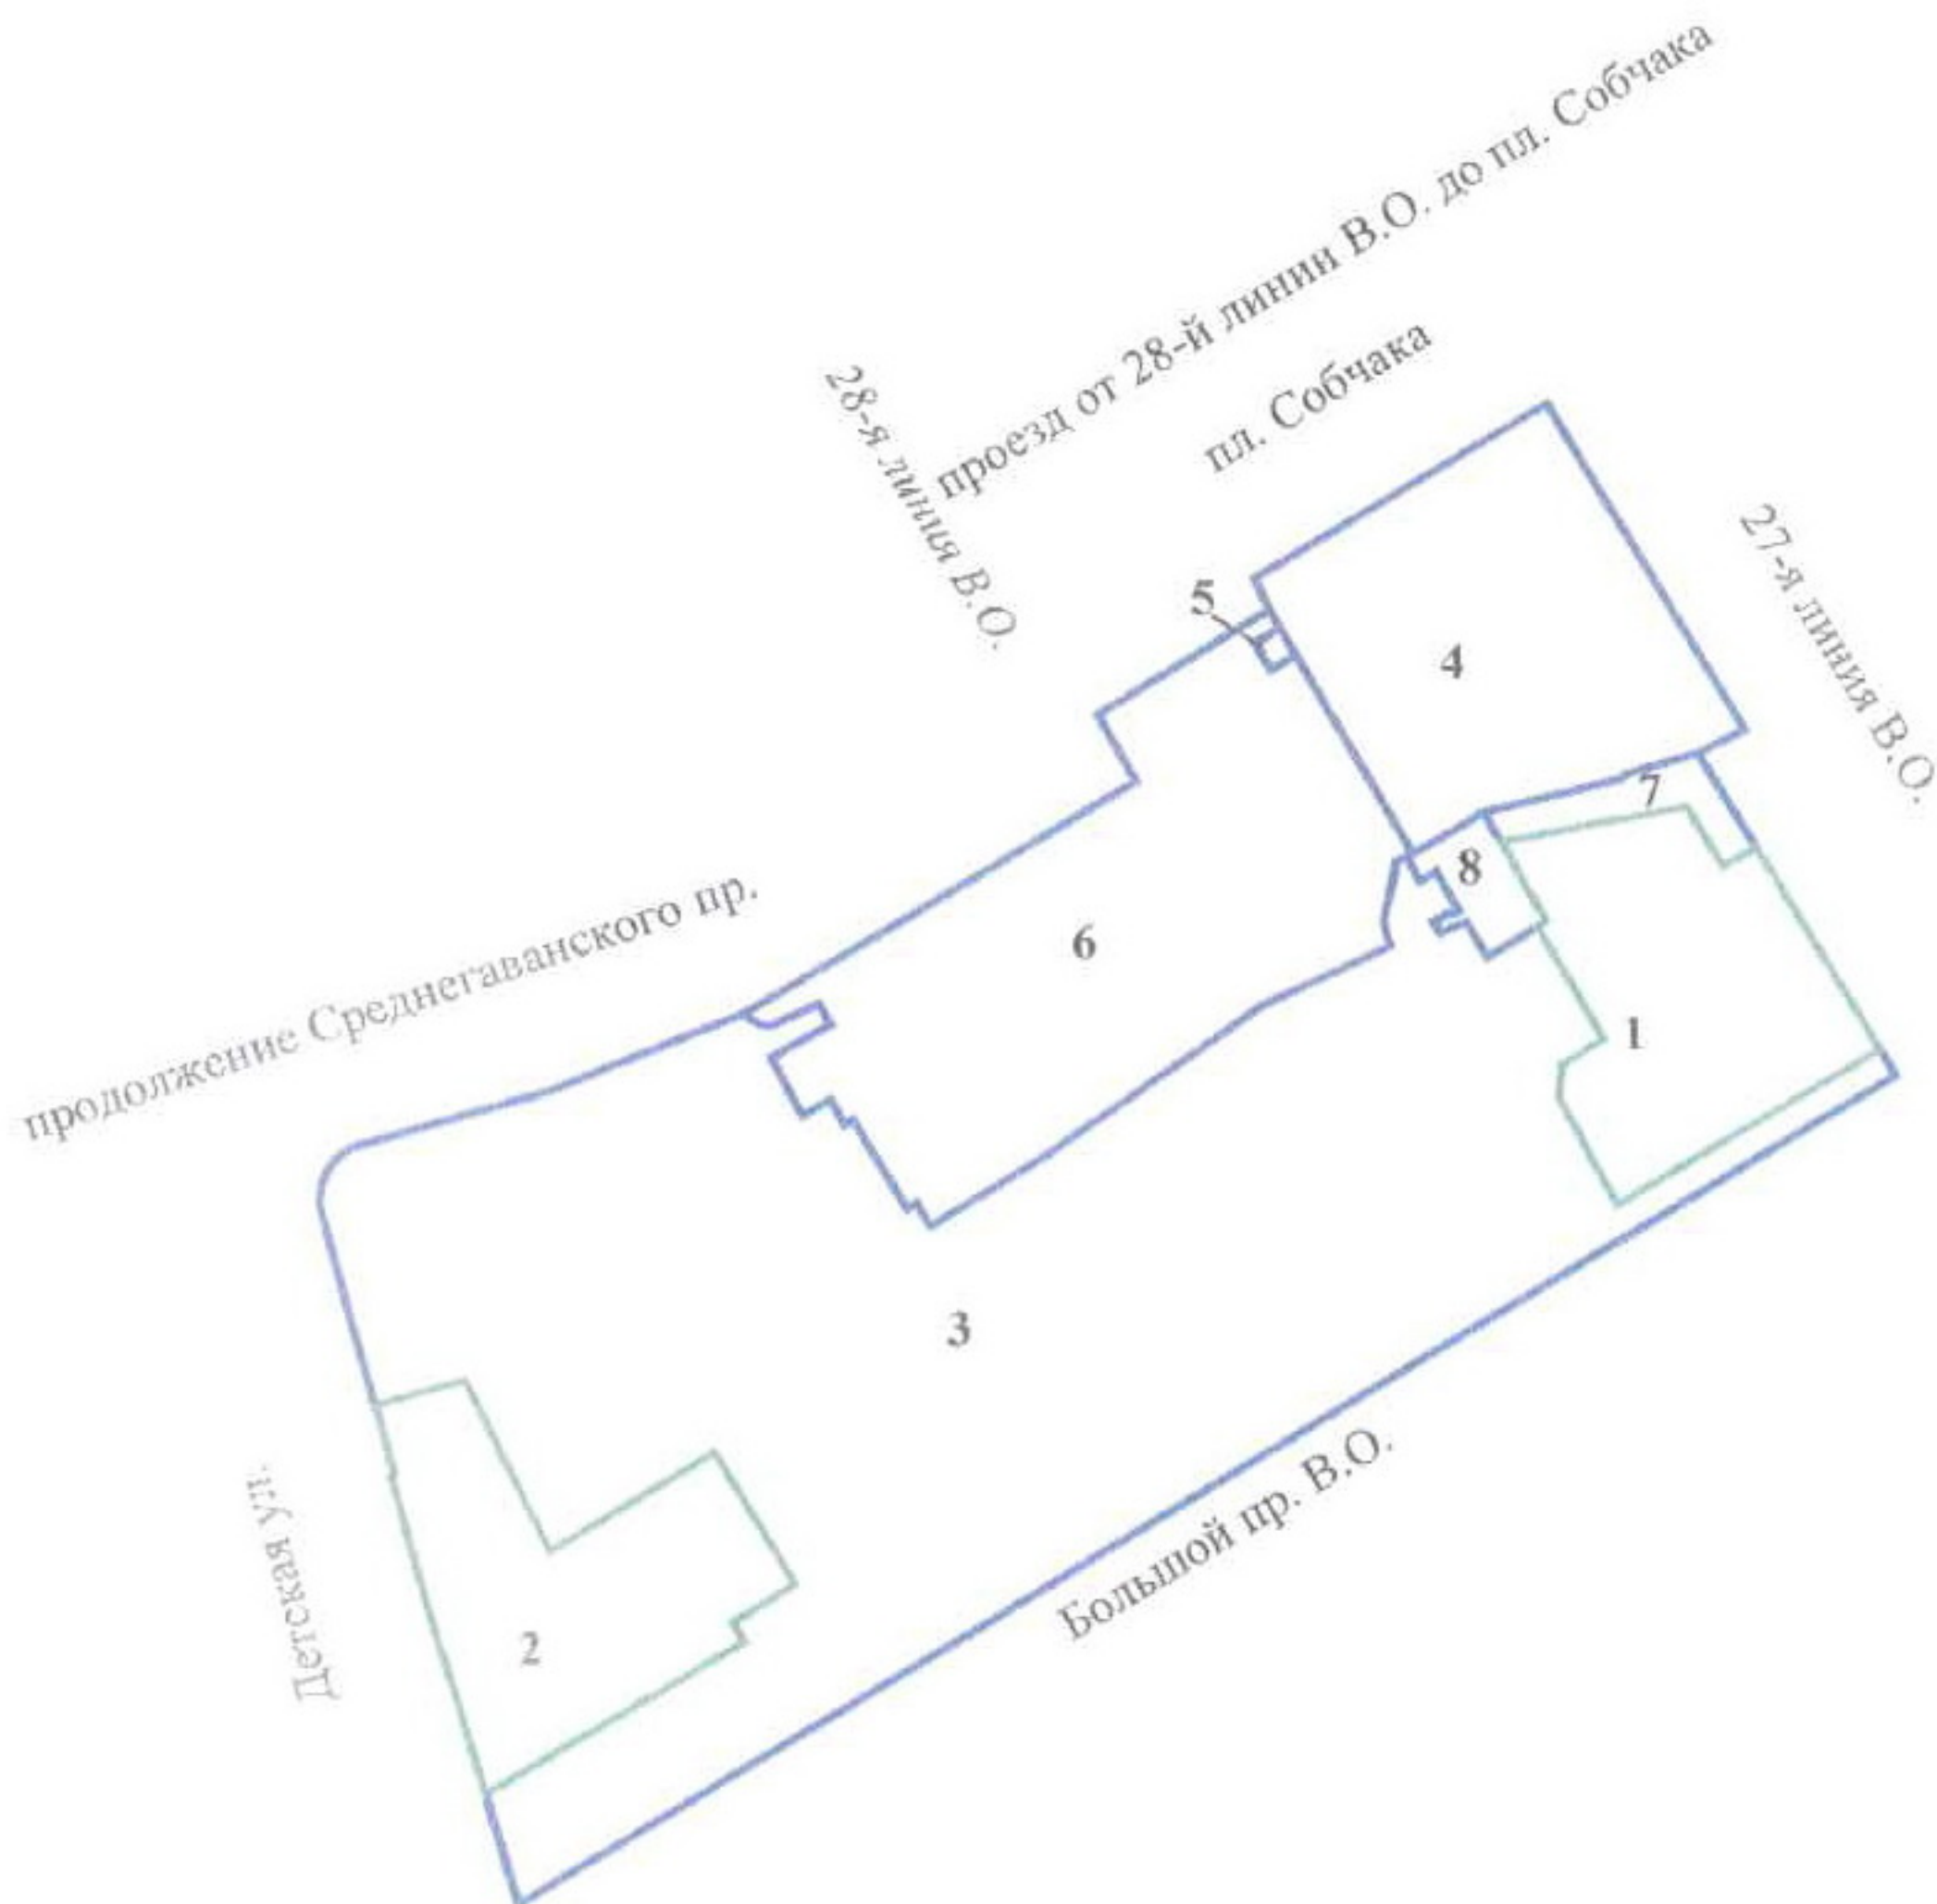 проезд от 28-й линии В.О. до пл. Собчака
пл. Собчака
28-я линия В.О.
27-я линия В.О.
5
4
7
8
6
продолжение Среднегаванского пр.
1
3
Большой пр. В.О.
Детская ул.
2